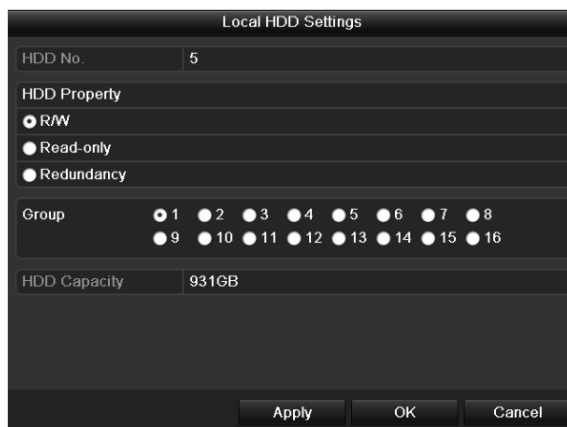 Local HDD Settings
HDD No. 5
HDD Property
R/W
Read-only
Redundancy
Group 1 2 3 4 5 6 7 8
9 10 11 12 13 14 15 16
HDD Capacity 931GB
Apply OK Cancel